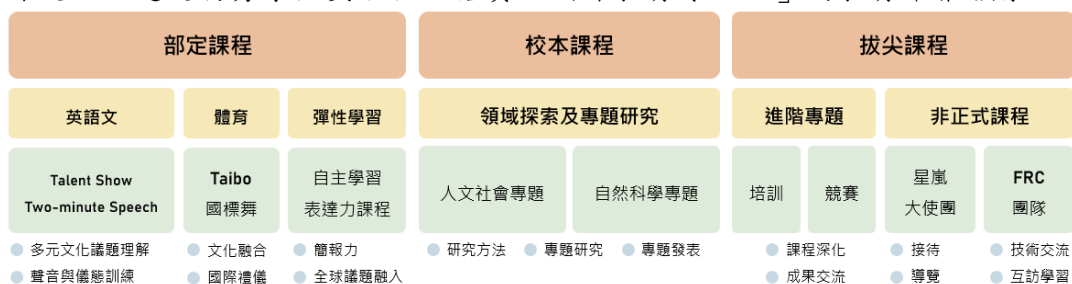 部定課程
校本課程
拔尖課程
英語文
體育
彈性學習
領域探索及專題研究
進階專題
非正式課程
Talent Show
Two-minute Speech
Taibo
國標舞
自主學習
表達力課程
人文社會專題
自然科學專題
培訓
競賽
星嵐
大使團
FRC
團隊
多元文化議題理解
聲音與儀態訓練
文化融合
國際禮儀
簡報力
全球議題融入
研究方法
專題研究
專題發表
課程深化
成果交流
接待
導覽
技術交流
互訪學習